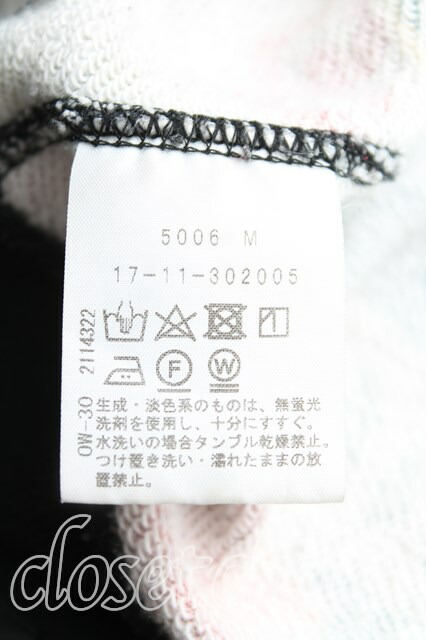 5006 M
17-11-302005
0W-30 2114322
F
W
生成・淡色系のものは、無蛍光
洗剤を使用し、十分にすすぐ。
水洗いの場合タンブル乾燥禁止。
つけ置き洗い・濡れたままの放
置禁止。